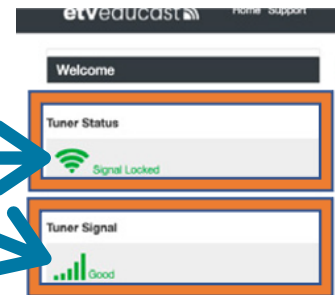 etveducast
Home Support
Welcome
Tuner Status
Signal Locked
Tuner Signal
Good